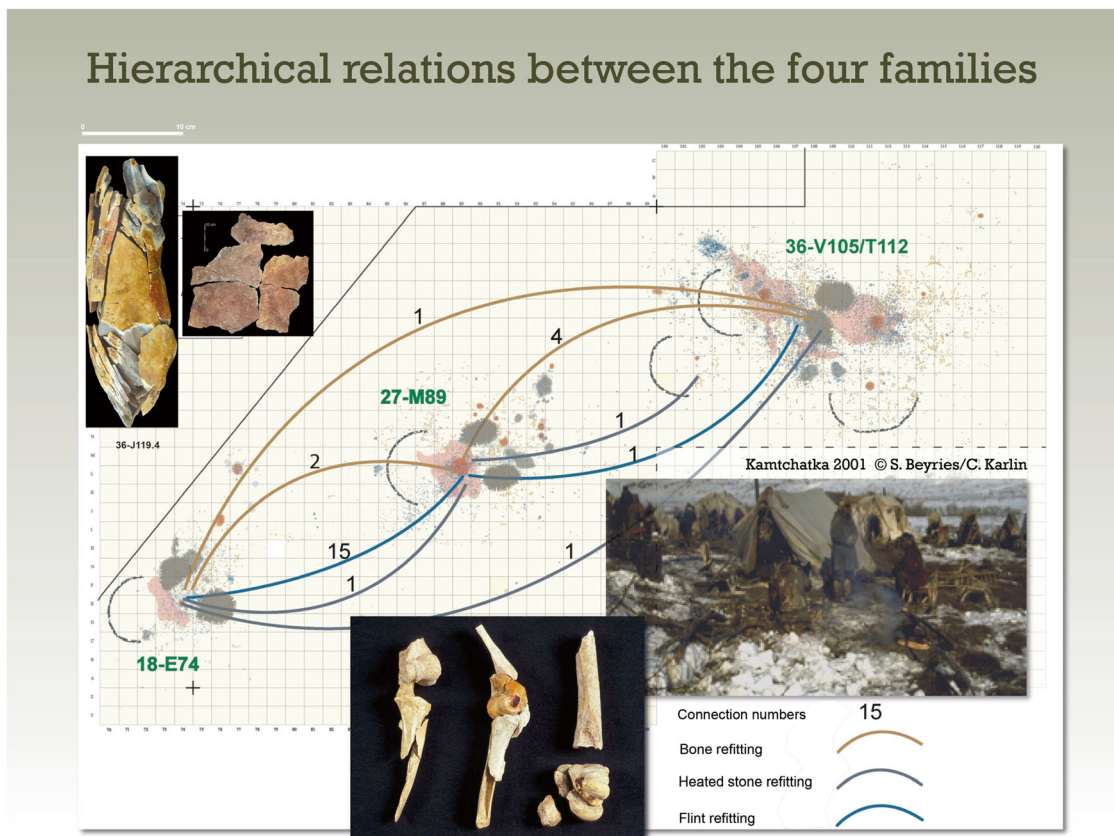 Hierarchical relations between the four families
0 10 cm
36-V105/T112
1
4
27-M89
1
36-J119.4
1
2
Kamtchatka 2001 © S. Beyries/C. Karlin
15
1
1
18-E74
Connection numbers 15
Bone refitting
Heated stone refitting
Flint refitting